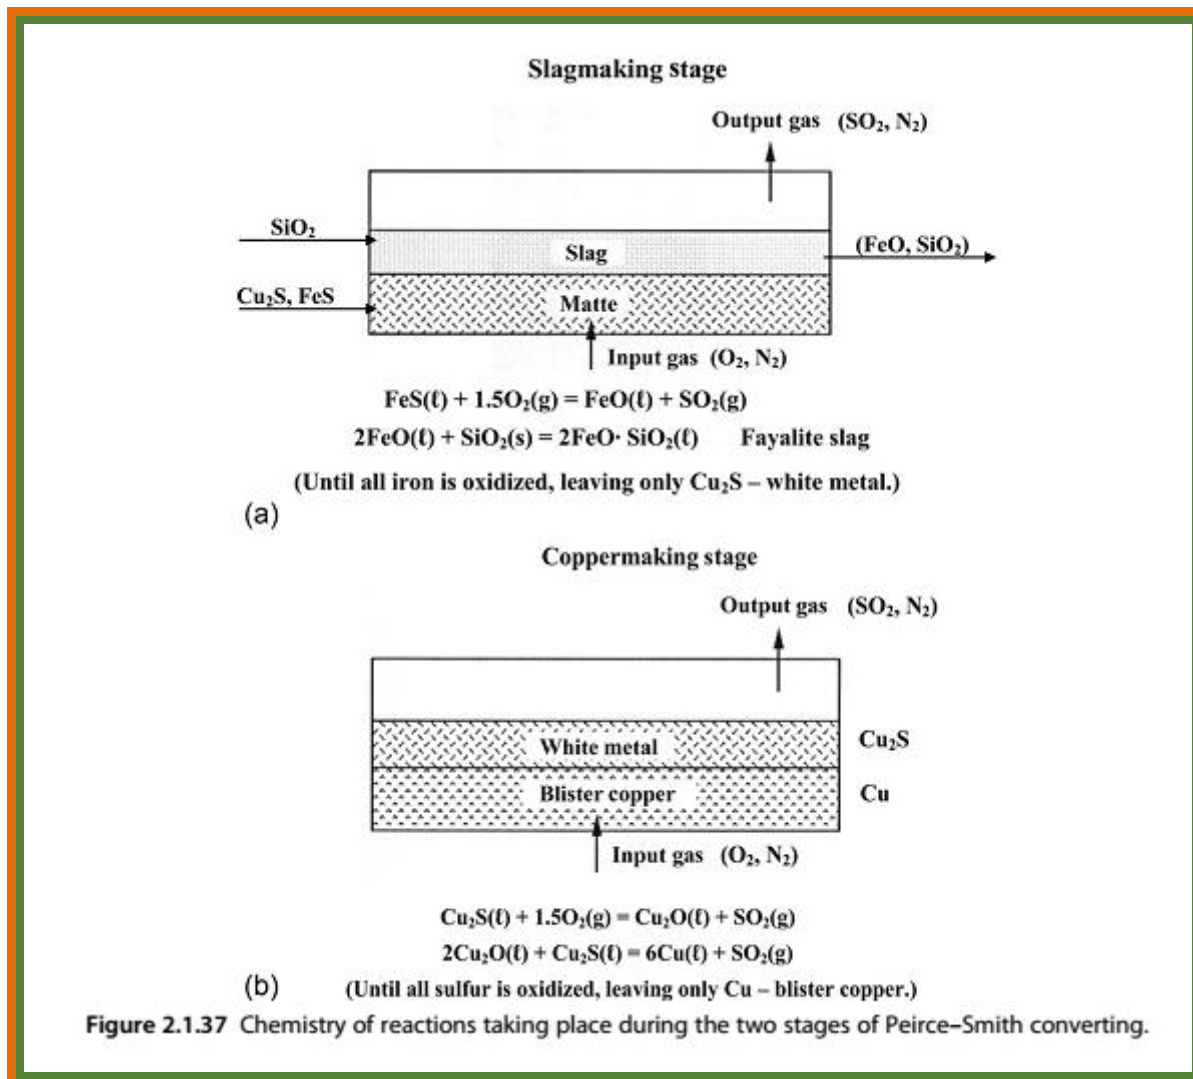 Slagmaking stage
Output gas (SO₂, N₂)
SiO₂
Slag
(FeO, SiO₂)
Cu₂S, FeS
Matte
Input gas (O₂, N₂)
FeS(ℓ) + 1.5O₂(g) = FeO(ℓ) + SO₂(g)
2FeO(ℓ) + SiO₂(s) = 2FeO· SiO₂(ℓ) Fayalite slag
(Until all iron is oxidized, leaving only Cu₂S – white metal.)
(a)
Coppermaking stage
Output gas (SO₂, N₂)
White metal
Cu₂S
Blister copper
Cu
Input gas (O₂, N₂)
Cu₂S(ℓ) + 1.5O₂(g) = Cu₂O(ℓ) + SO₂(g)
2Cu₂O(ℓ) + Cu₂S(ℓ) = 6Cu(ℓ) + SO₂(g)
(b) (Until all sulfur is oxidized, leaving only Cu – blister copper.)
Figure 2.1.37 Chemistry of reactions taking place during the two stages of Peirce–Smith converting.